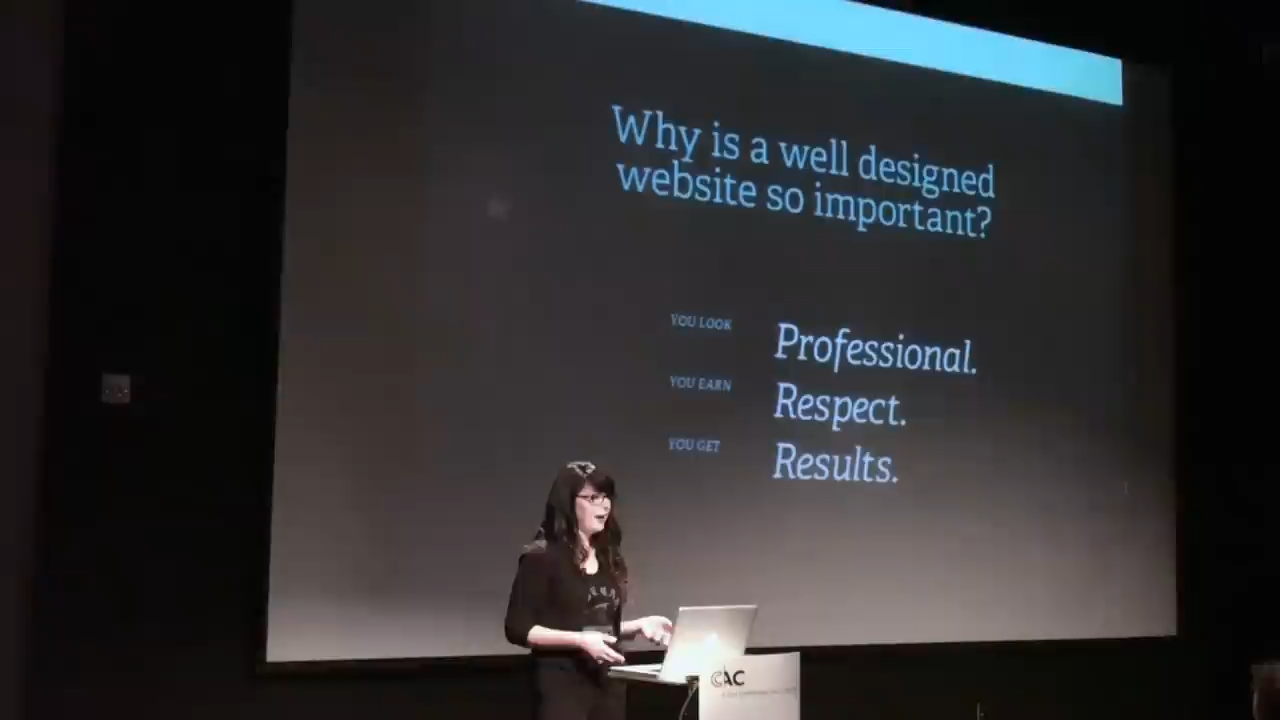 Why is a well designed
website so important?
YOU LOOK
Professional.
YOU EARN
Respect.
YOU GET
Results.
CAC